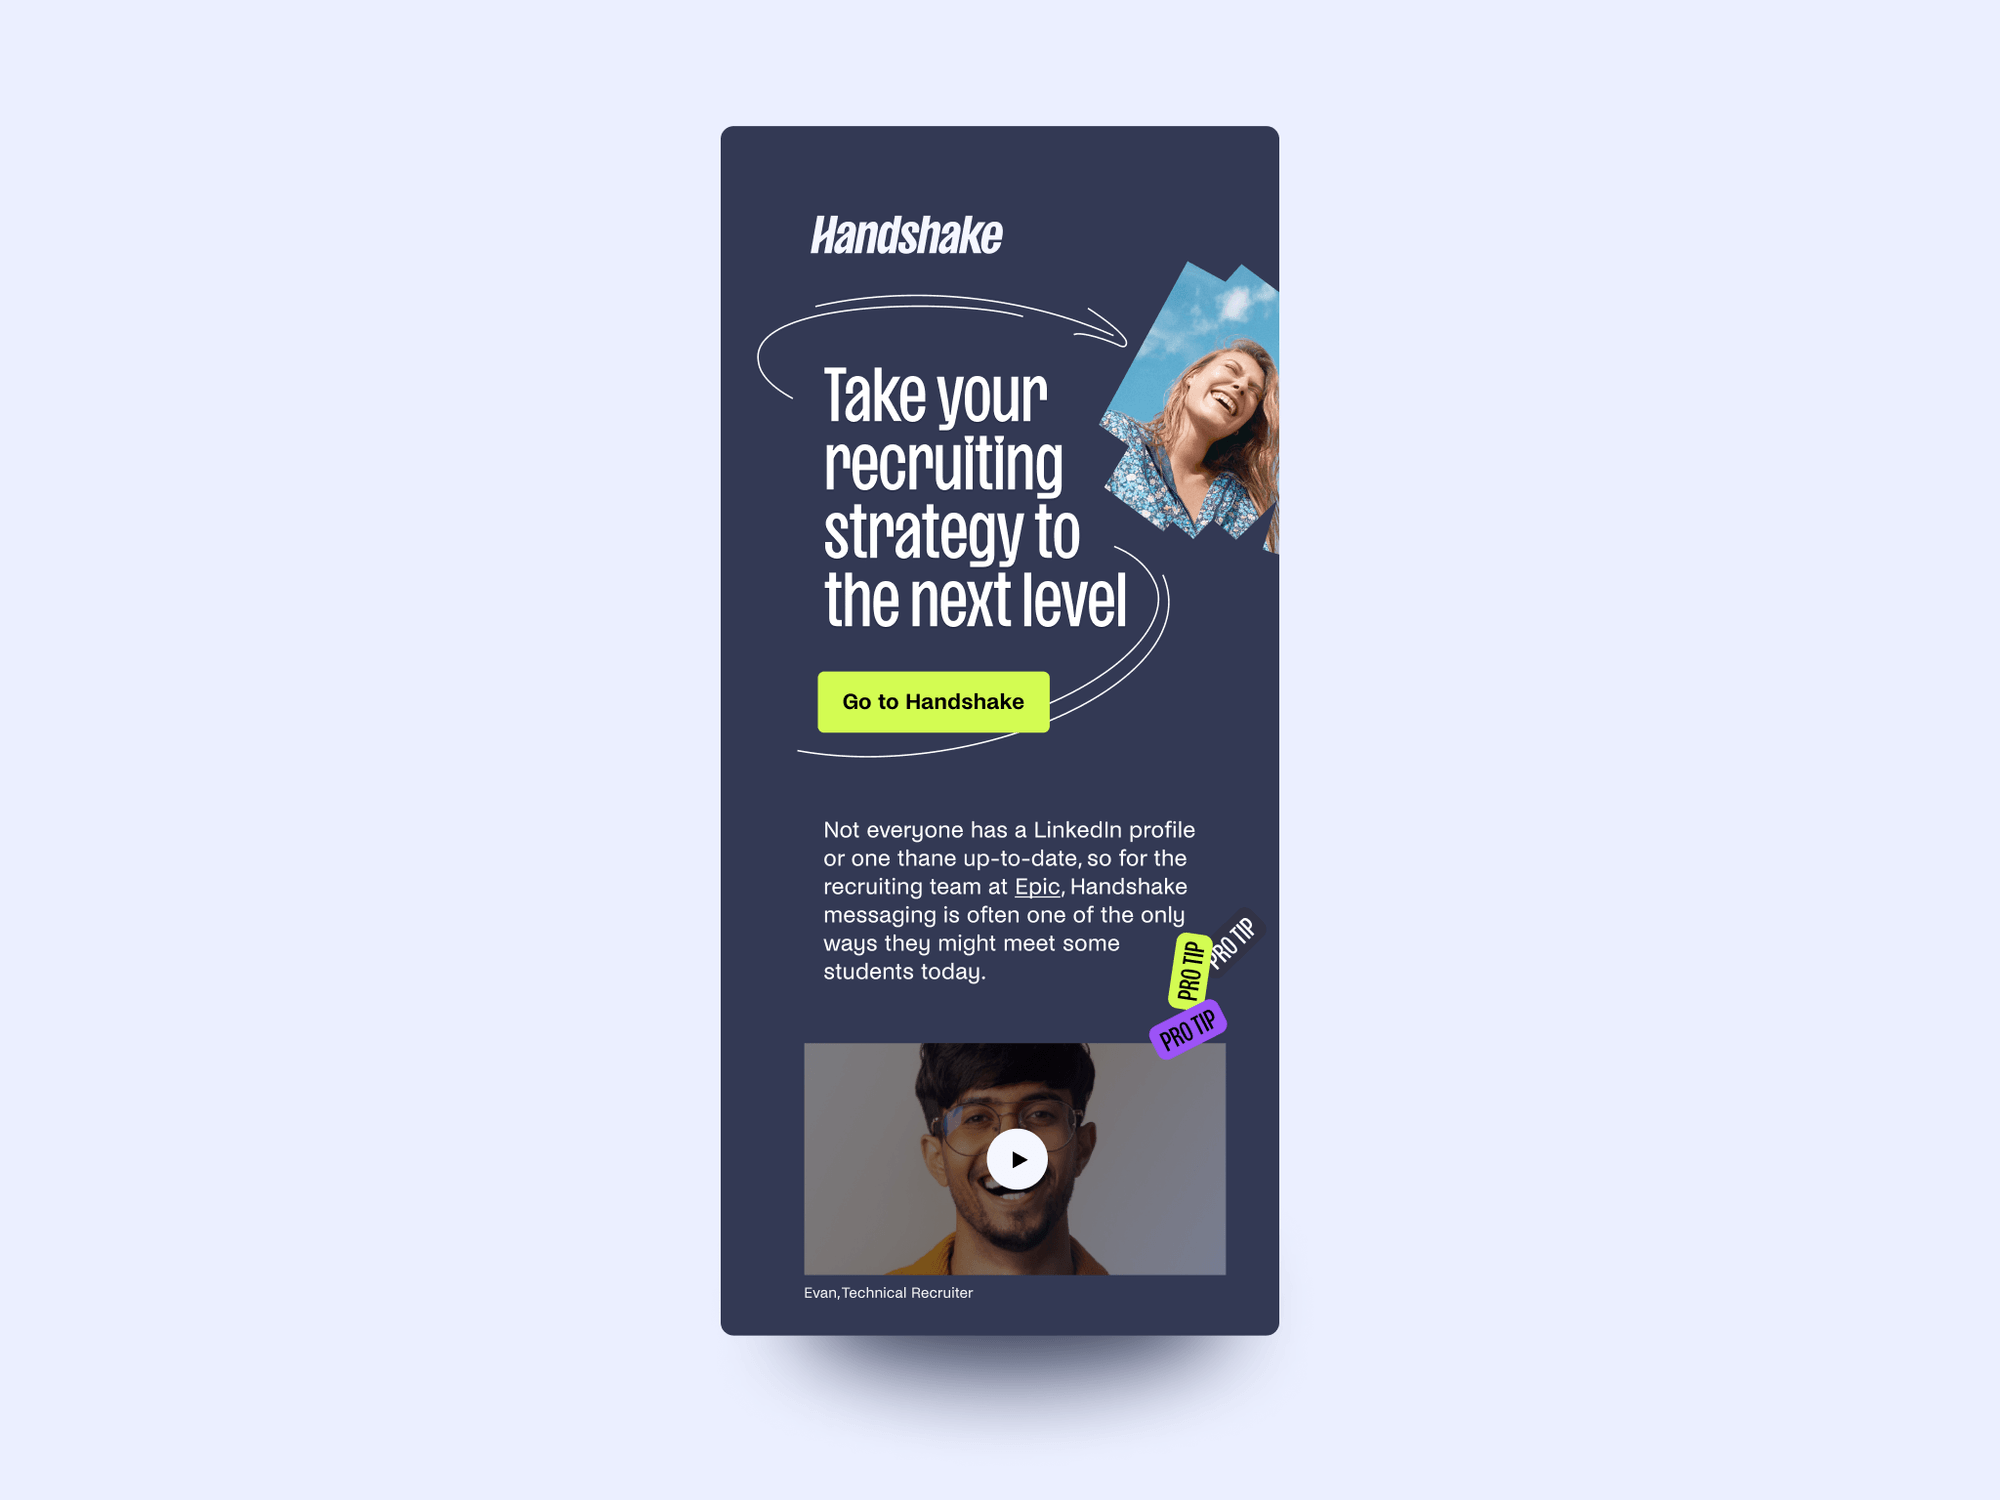 Handshake
Take your
recruiting
strategy to
the next level
Go to Handshake
Not everyone has a LinkedIn profile
or one thane up-to-date, so for the
recruiting team at Epic, Handshake
messaging is often one of the only
ways they might meet some
students today.
PRO TIP
PRO TIP
PRO TIP
Evan, Technical Recruiter